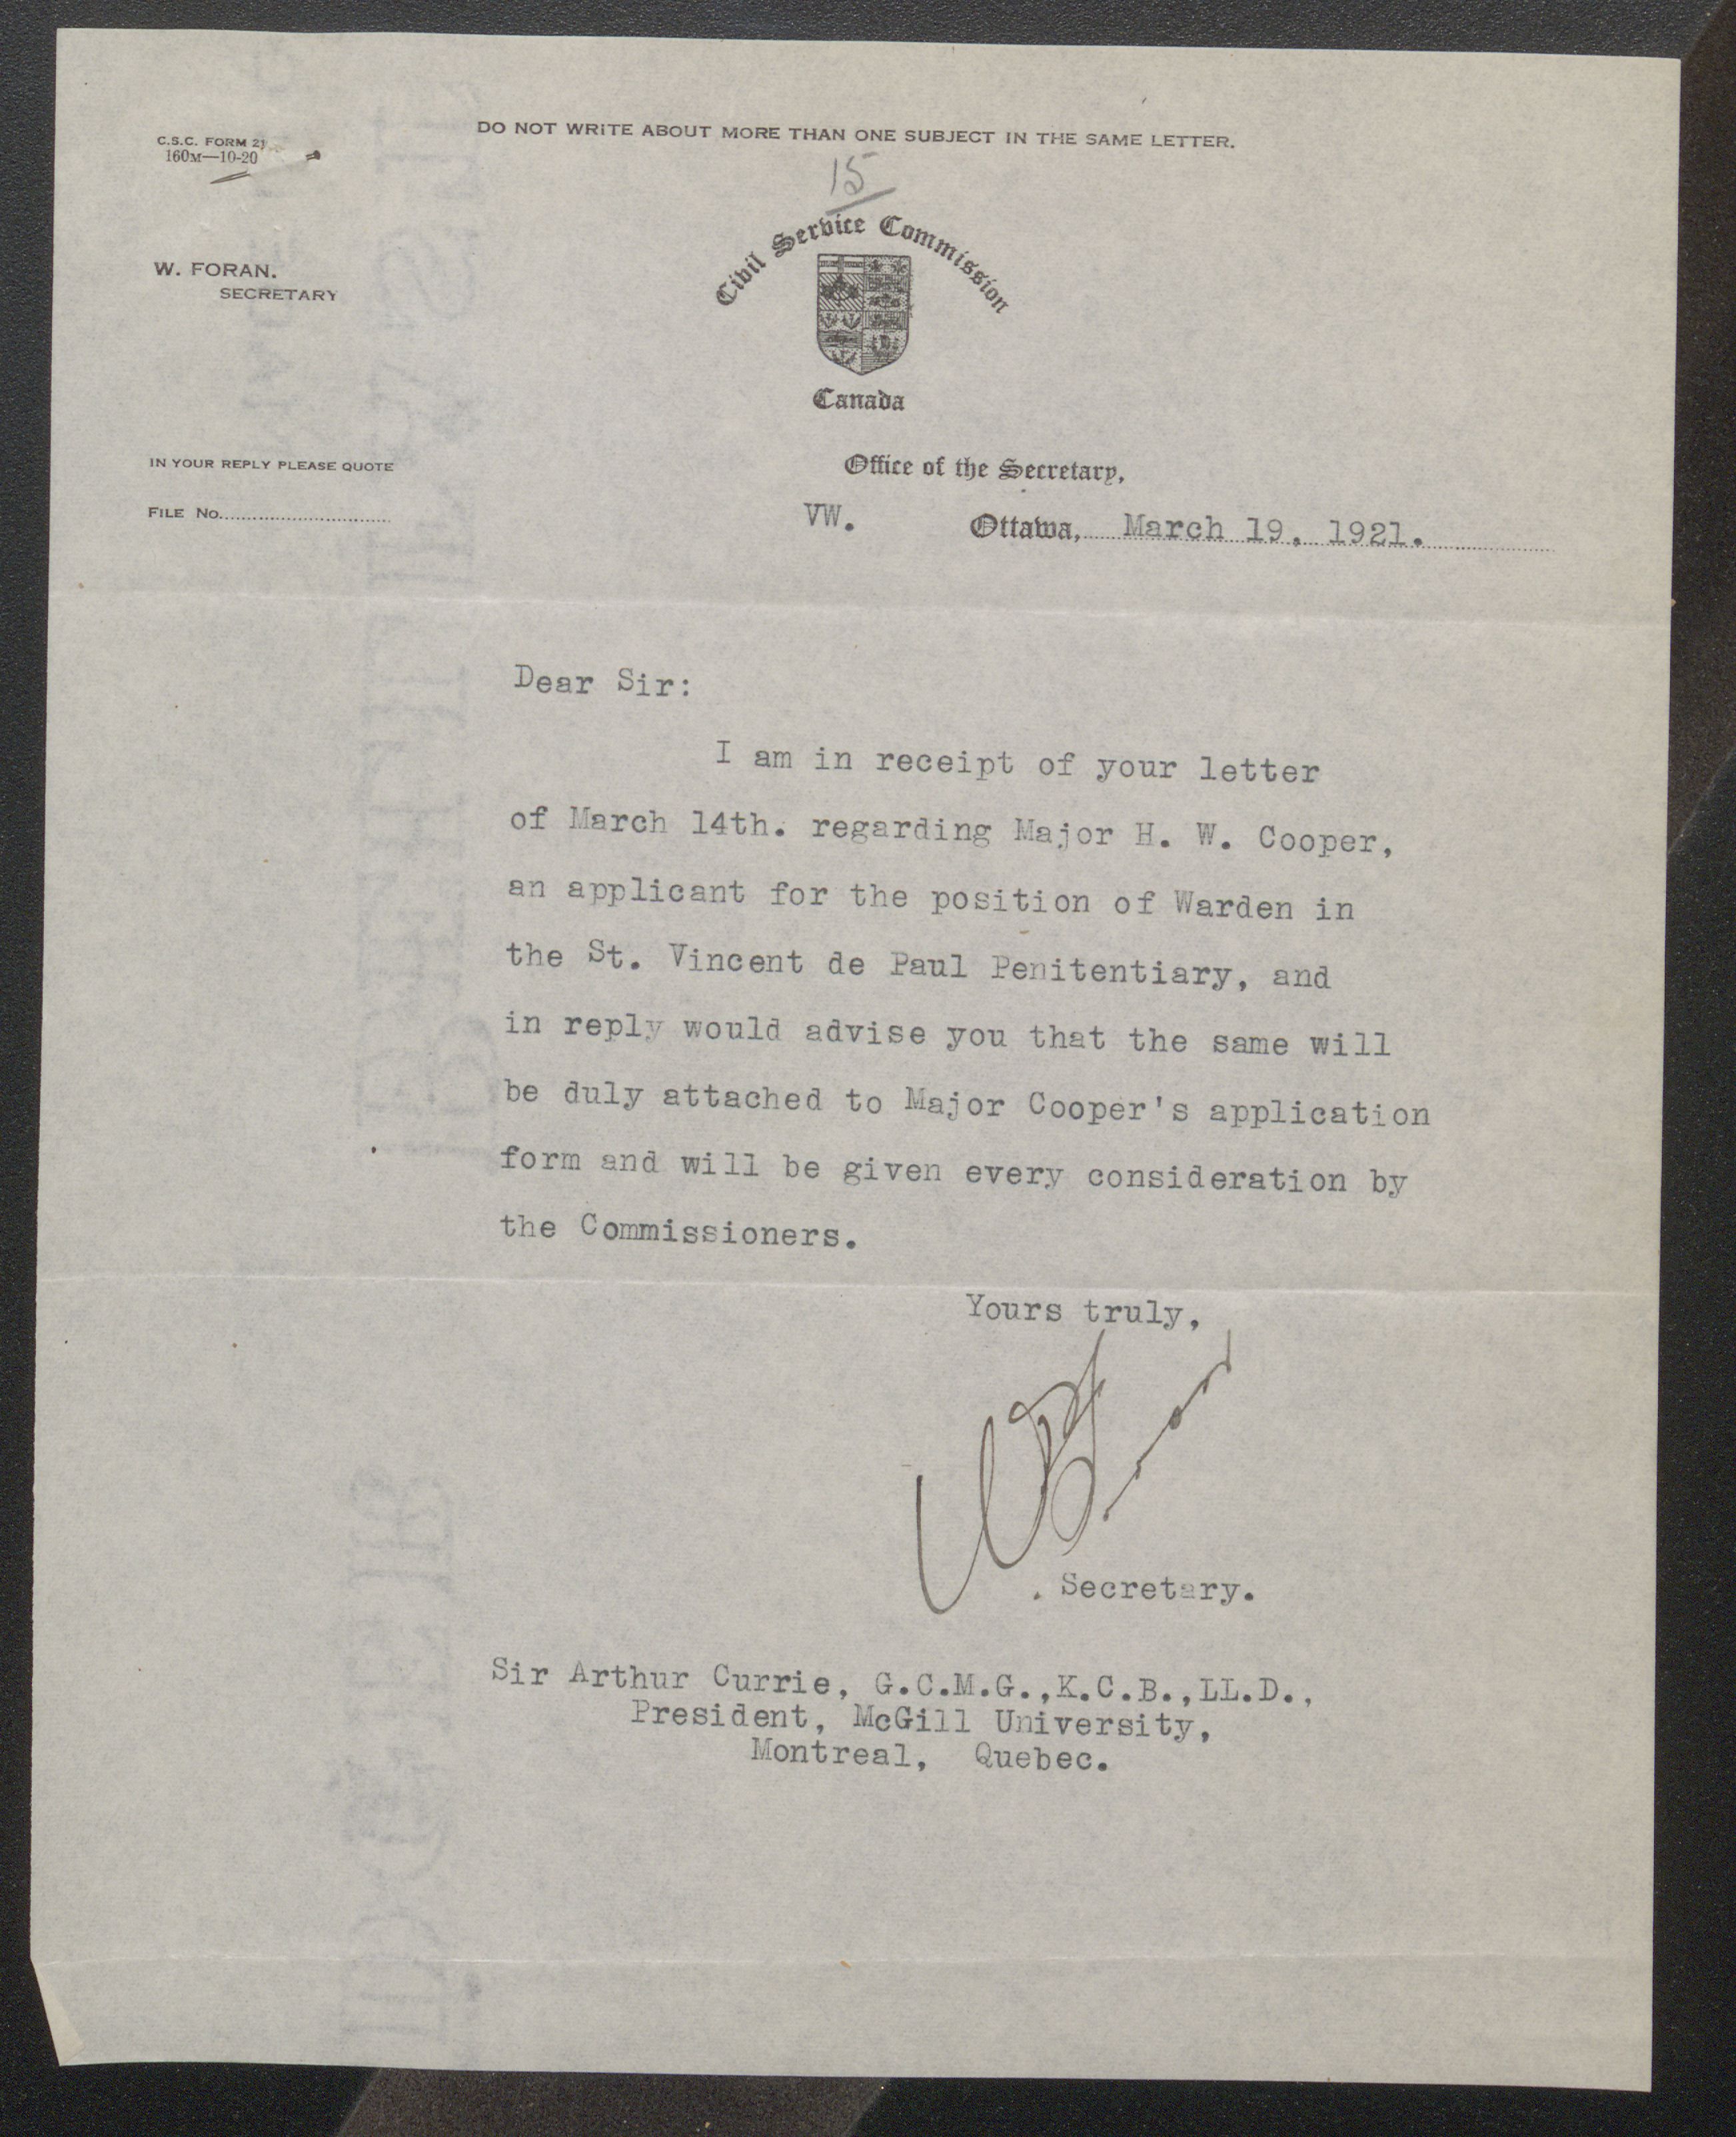 C.S.C. FORM 21
160M—10-20
DO NOT WRITE ABOUT MORE THAN ONE SUBJECT IN THE SAME LETTER.
15
Civil Service Commission
W. FORAN.
SECRETARY
Canada
IN YOUR REPLY PLEASE QUOTE
Office of the Secretary,
FILE No.
VW.
Ottawa, March 19, 1921.
Dear Sir:
I am in receipt of your letter
of March 14th. regarding Major H. W. Cooper,
an applicant for the position of Warden in
the St. Vincent de Paul Penitentiary, and
in reply would advise you that the same will
be duly attached to Major Cooper's application
form and will be given every consideration by
the Commissioners.
Yours truly,
W Foran
Secretary.
Sir Arthur Currie, G.C.M.G.,K.C.B.,LL.D.,
President, McGill University,
Montreal, Quebec.